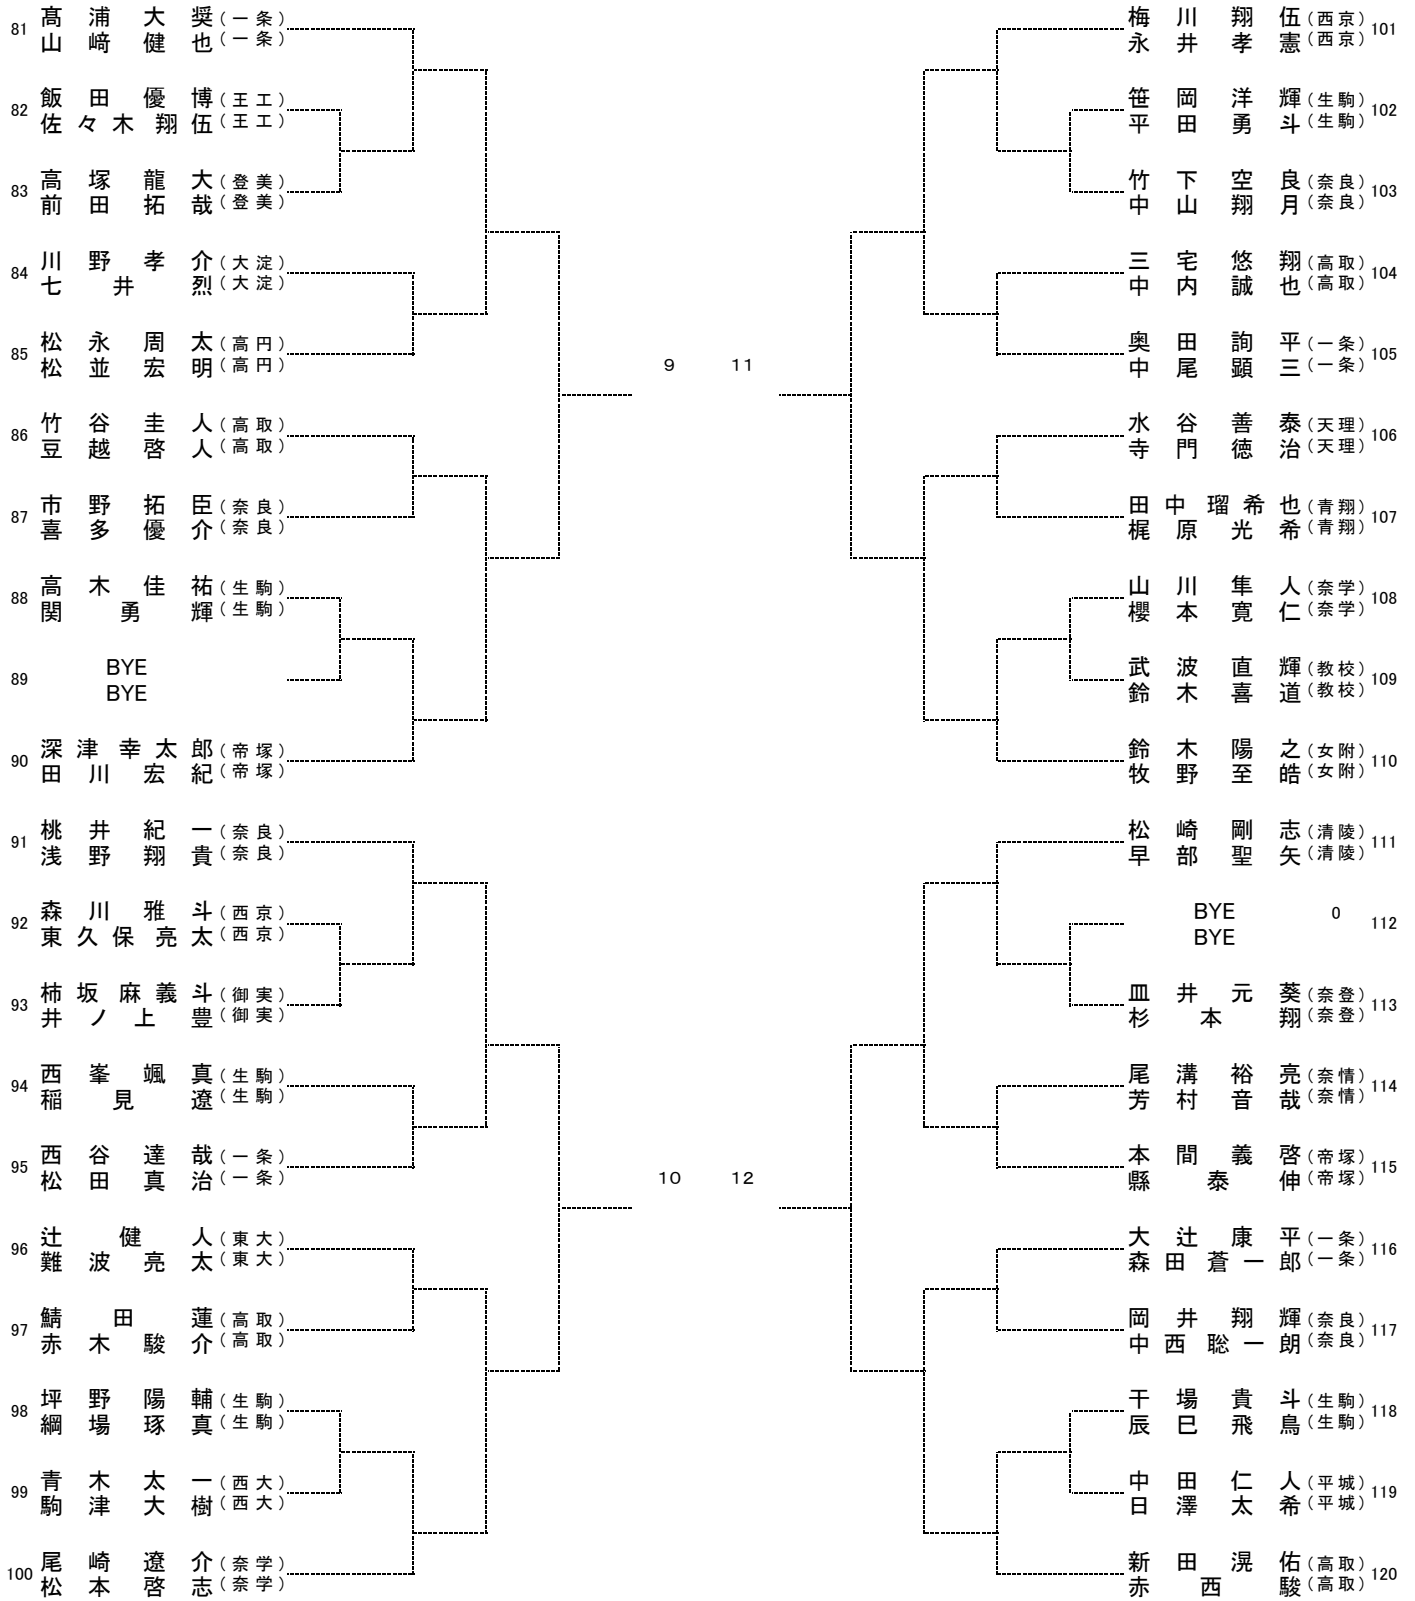 81 髙浦大奨(一条)
山﨑健也(一条)
82 飯田優博(王工)
佐々木翔伍(王工)
83 高塚龍大(登美)
前田拓哉(登美)
84 川野孝介(大淀)
七井烈(大淀)
85 松永周太(高円)
松並宏明(高円)
86 竹谷圭人(高取)
豆越啓人(高取)
87 市野拓臣(奈良)
喜多優介(奈良)
88 高木佳祐(生駒)
関勇輝(生駒)
89 BYE
BYE
90 深津幸太郎(帝塚)
田川宏紀(帝塚)
91 桃井紀一(奈良)
浅野翔貴(奈良)
92 森川雅斗(西京)
東久保亮太(西京)
93 柿坂麻義斗(御実)
井ノ上豊(御実)
94 西峯颯真(生駒)
稲見遼(生駒)
95 西谷達哉(一条)
松田真治(一条)
96 辻健人(東大)
難波亮太(東大)
97 鯖田蓮(高取)
赤木駿介(高取)
98 坪野陽輔(生駒)
綱場琢真(生駒)
99 青木太一(西大)
駒津大樹(西大)
100 尾崎遼介(奈学)
松本啓志(奈学)
9 11
10 12
梅川翔伍(西京) 101
永井孝憲(西京)
笹岡洋輝(生駒) 102
平田勇斗(生駒)
竹下空良(奈良) 103
中山翔月(奈良)
三宅悠翔(高取) 104
中内誠也(高取)
奥田詢平(一条) 105
中尾顕三(一条)
水谷善泰(天理) 106
寺門徳治(天理)
田中瑠希也(青翔) 107
梶原光希(青翔)
山川隼人(奈学) 108
櫻本寛仁(奈学)
武波直輝(教校) 109
鈴木喜道(教校)
鈴木陽之(女附) 110
牧野至皓(女附)
松崎剛志(清陵) 111
早部聖矢(清陵)
BYE 0 112
BYE
皿井元葵(奈登) 113
杉本翔(奈登)
尾溝裕亮(奈情) 114
芳村音哉(奈情)
本間義啓(帝塚) 115
縣泰伸(帝塚)
大辻康平(一条) 116
森田蒼一郎(一条)
岡井翔輝(奈良) 117
中西聡一朗(奈良)
干場貴斗(生駒) 118
辰巳飛鳥(生駒)
中田仁人(平城) 119
日澤太希(平城)
新田滉佑(高取) 120
赤西駿(高取)